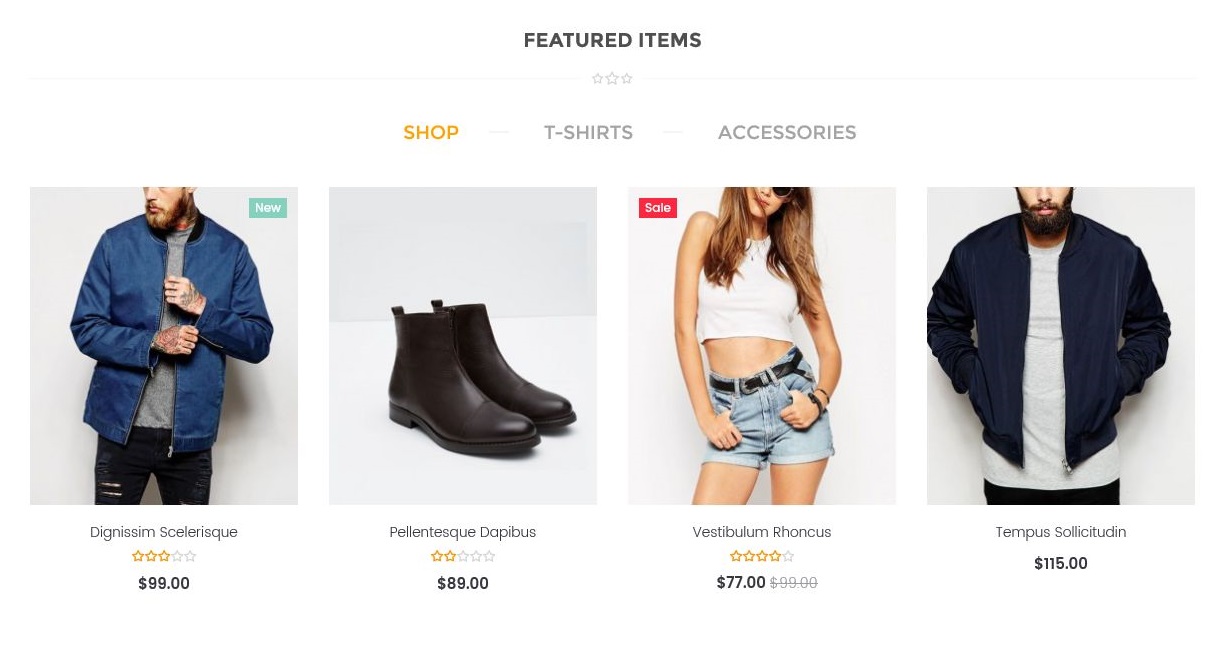 FEATURED ITEMS
SHOP T-SHIRTS ACCESSORIES
New
Sale
Dignissim Scelerisque
$99.00
Pellentesque Dapibus
$89.00
Vestibulum Rhoncus
$77.00 $99.00
Tempus Sollicitudin
$115.00